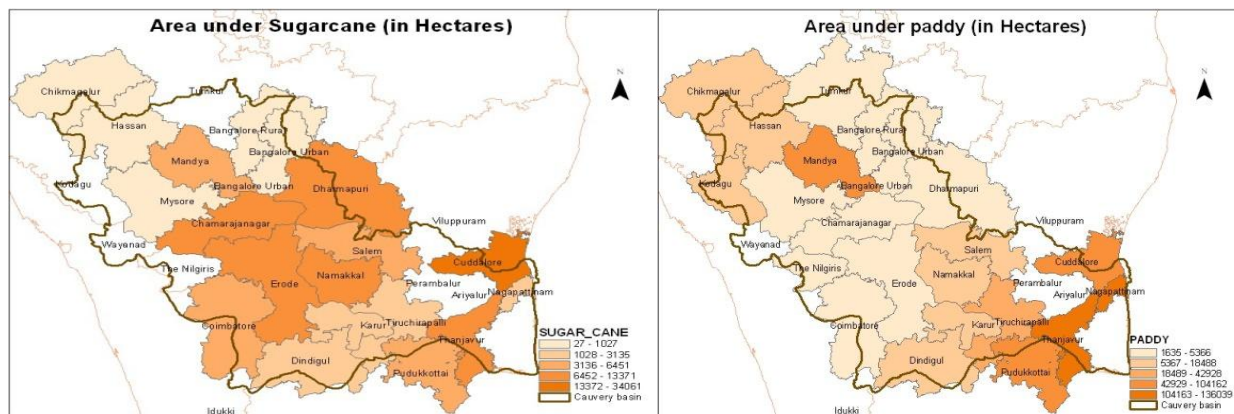 Area under Sugarcane (in Hectares)
N
Chikmagalur
Tumkur
Hassan
Bangalore Rural
Mandya
Bangalore Urban
Kodagu
Bangalore Urban
Dharmapuri
Mysore
Chamarajanagar
Viluppuram
Wayanad
Salem
The Nilgiris
Cuddalore
Namakkal
Erode
Perambalur
Nagapattinam
Ariyalur
Coimbatore
Karur
Tiruchirapalli
Thanjavur
Dindigul
Pudukkottai
Idukki
SUGAR_CANE
27 - 1027
1028 - 3135
3136 - 6451
6452 - 13371
13372 - 34061
Cauvery basin
Area under paddy (in Hectares)
N
Chikmagalur
Tumkur
Hassan
Bangalore Rural
Mandya
Bangalore Urban
Kodagu
Bangalore Urban
Dharmapuri
Mysore
Chamarajanagar
Viluppuram
Wayanad
Salem
The Nilgiris
Cuddalore
Namakkal
Erode
Perambalur
Nagapattinam
Ariyalur
Coimbatore
Karur
Tiruchirapalli
Thanjavur
Dindigul
Pudukkottai
Idukki
PADDY
1635 - 5366
5367 - 18488
18489 - 42928
42929 - 104162
104163 - 136039
Cauvery basin